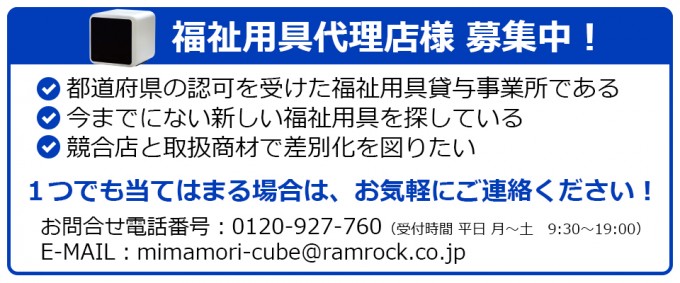 福祉用具代理店様 募集中！
都道府県の認可を受けた福祉用具貸与事業所である
今までにない新しい福祉用具を探している
競合店と取扱商材で差別化を図りたい
１つでも当てはまる場合は、お気軽にご連絡ください！
お問合せ電話番号：0120-927-760（受付時間 平日 月～土　9:30～19:00）
E-MAIL：mimamori-cube@ramrock.co.jp